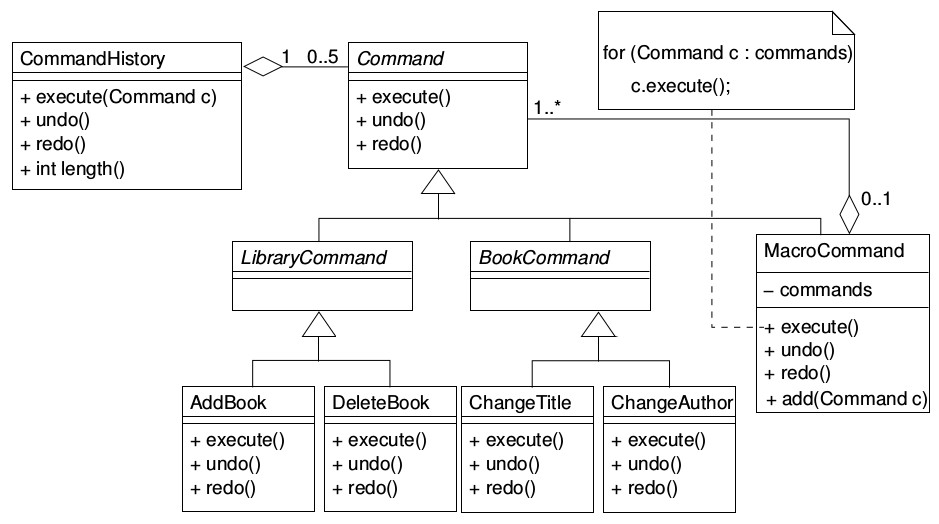 CommandHistory
+ execute(Command c)
+ undo()
+ redo()
+ int length()
1
0..5
Command
+ execute()
+ undo()
+ redo()
1..*
for (Command c : commands)
c.execute();
0..1
LibraryCommand
BookCommand
MacroCommand
– commands
+ execute()
+ undo()
+ redo()
+ add(Command c)
AddBook
+ execute()
+ undo()
+ redo()
DeleteBook
+ execute()
+ undo()
+ redo()
ChangeTitle
+ execute()
+ undo()
+ redo()
ChangeAuthor
+ execute()
+ undo()
+ redo()